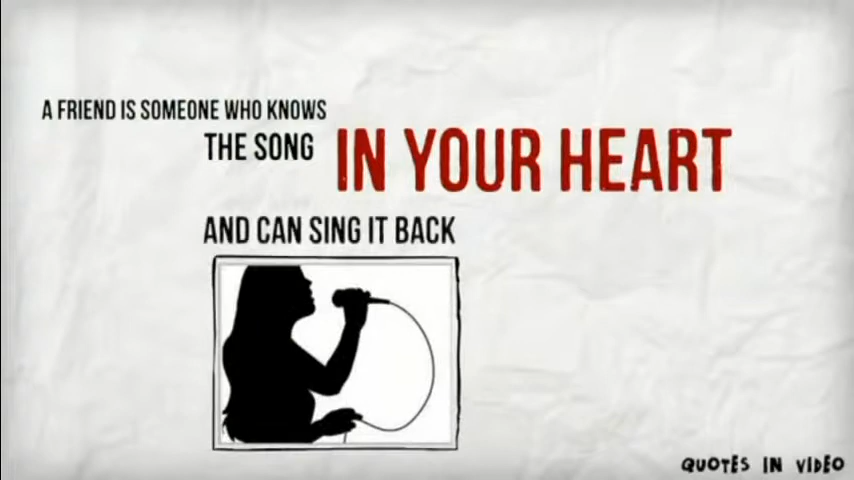 A FRIEND IS SOMEONE WHO KNOWS
THE SONG IN YOUR HEART
AND CAN SING IT BACK
QUOTES IN VIDEO